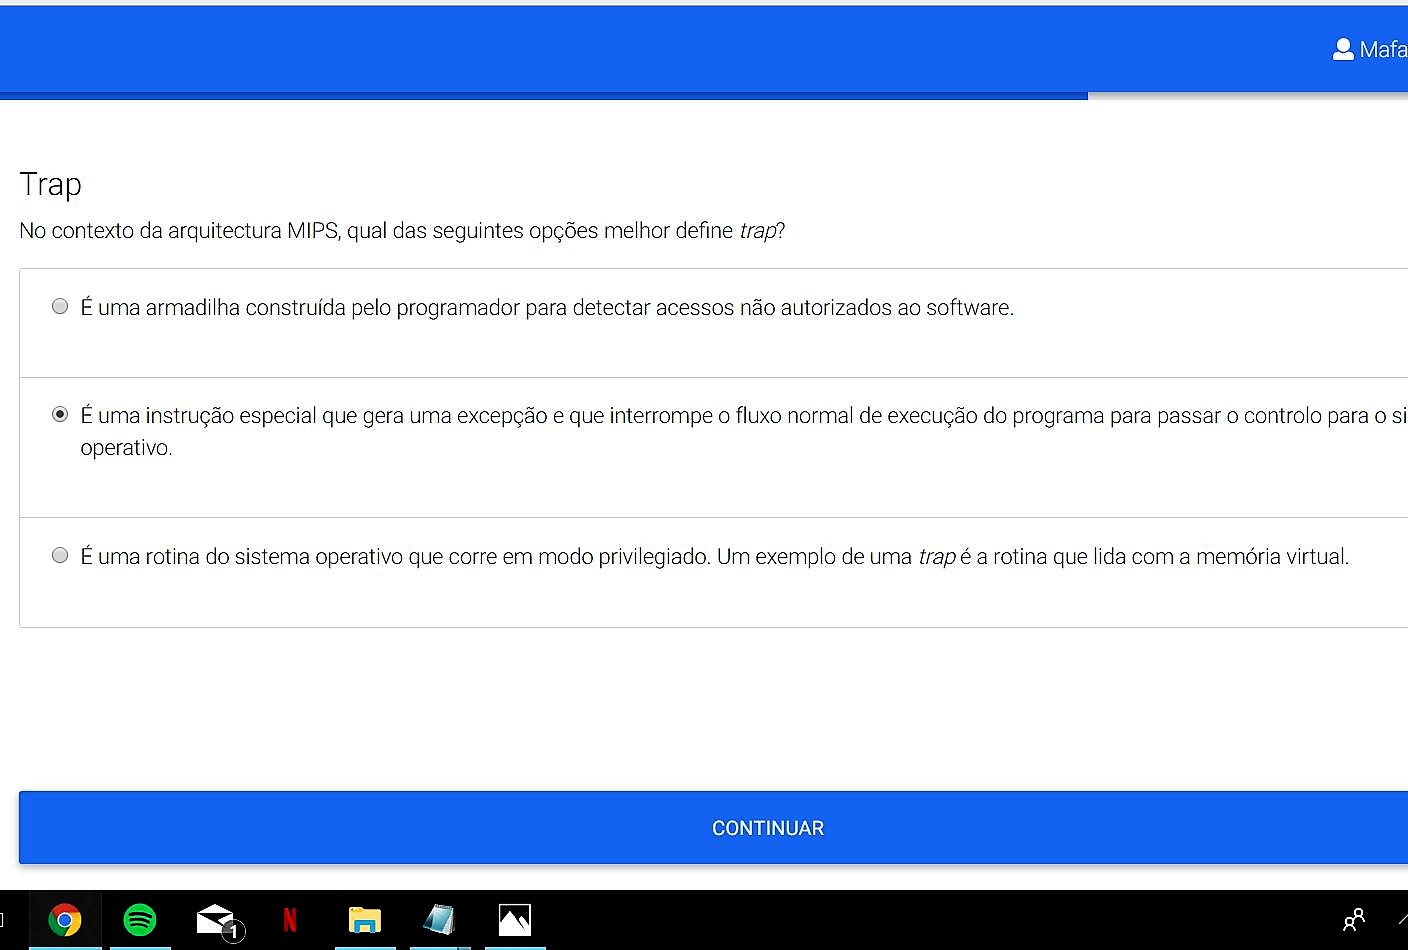 Mafa
Trap
No contexto da arquitectura MIPS, qual das seguintes opções melhor define trap?
É uma armadilha construída pelo programador para detectar acessos não autorizados ao software.
É uma instrução especial que gera uma excepção e que interrompe o fluxo normal de execução do programa para passar o controlo para o si
operativo.
É uma rotina do sistema operativo que corre em modo privilegiado. Um exemplo de uma trap é a rotina que lida com a memória virtual.
CONTINUAR
N
1